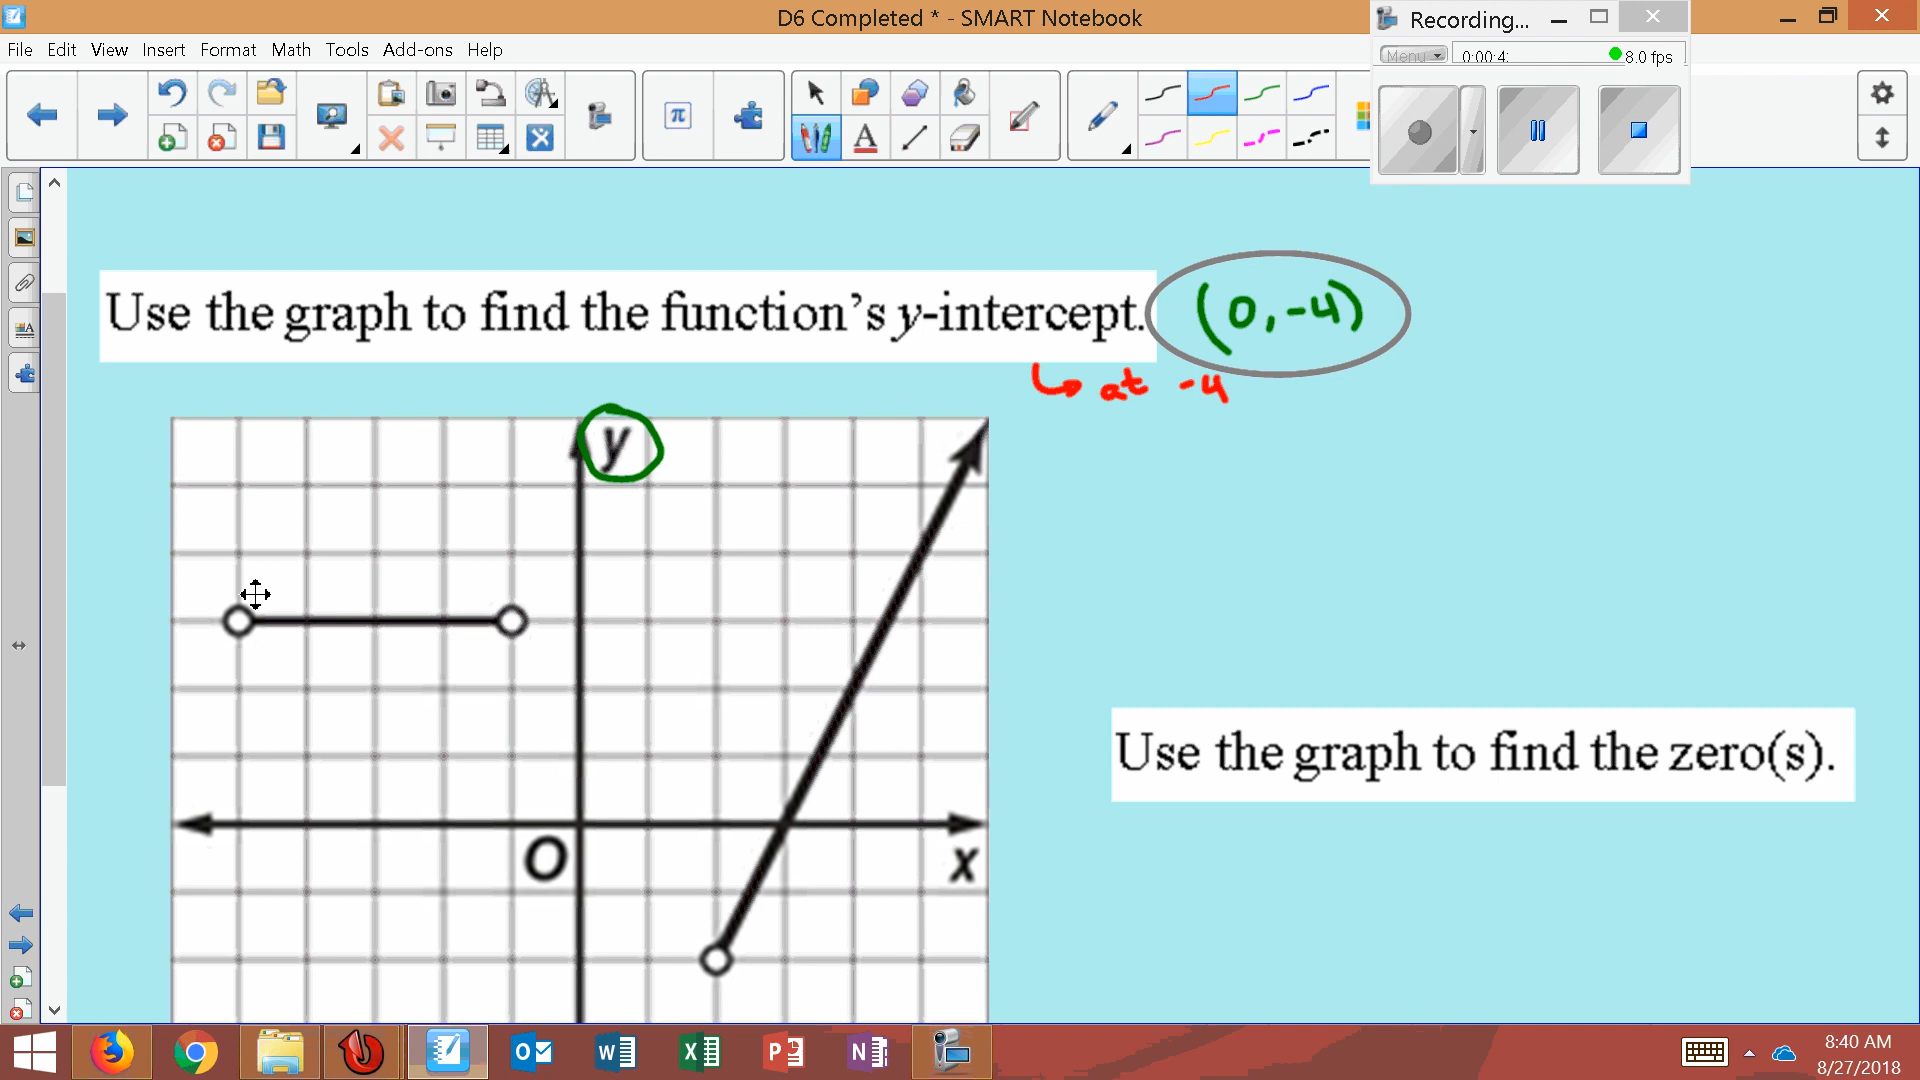 D6 Completed * - SMART Notebook
Recording...
File Edit View Insert Format Math Tools Add-ons Help
Menu 0:00:4: 8.0 fps
π
A
Use the graph to find the function's y-intercept. (0, -4)
↳ at -4
y
Use the graph to find the zero(s).
O
x
8:40 AM
8/27/2018